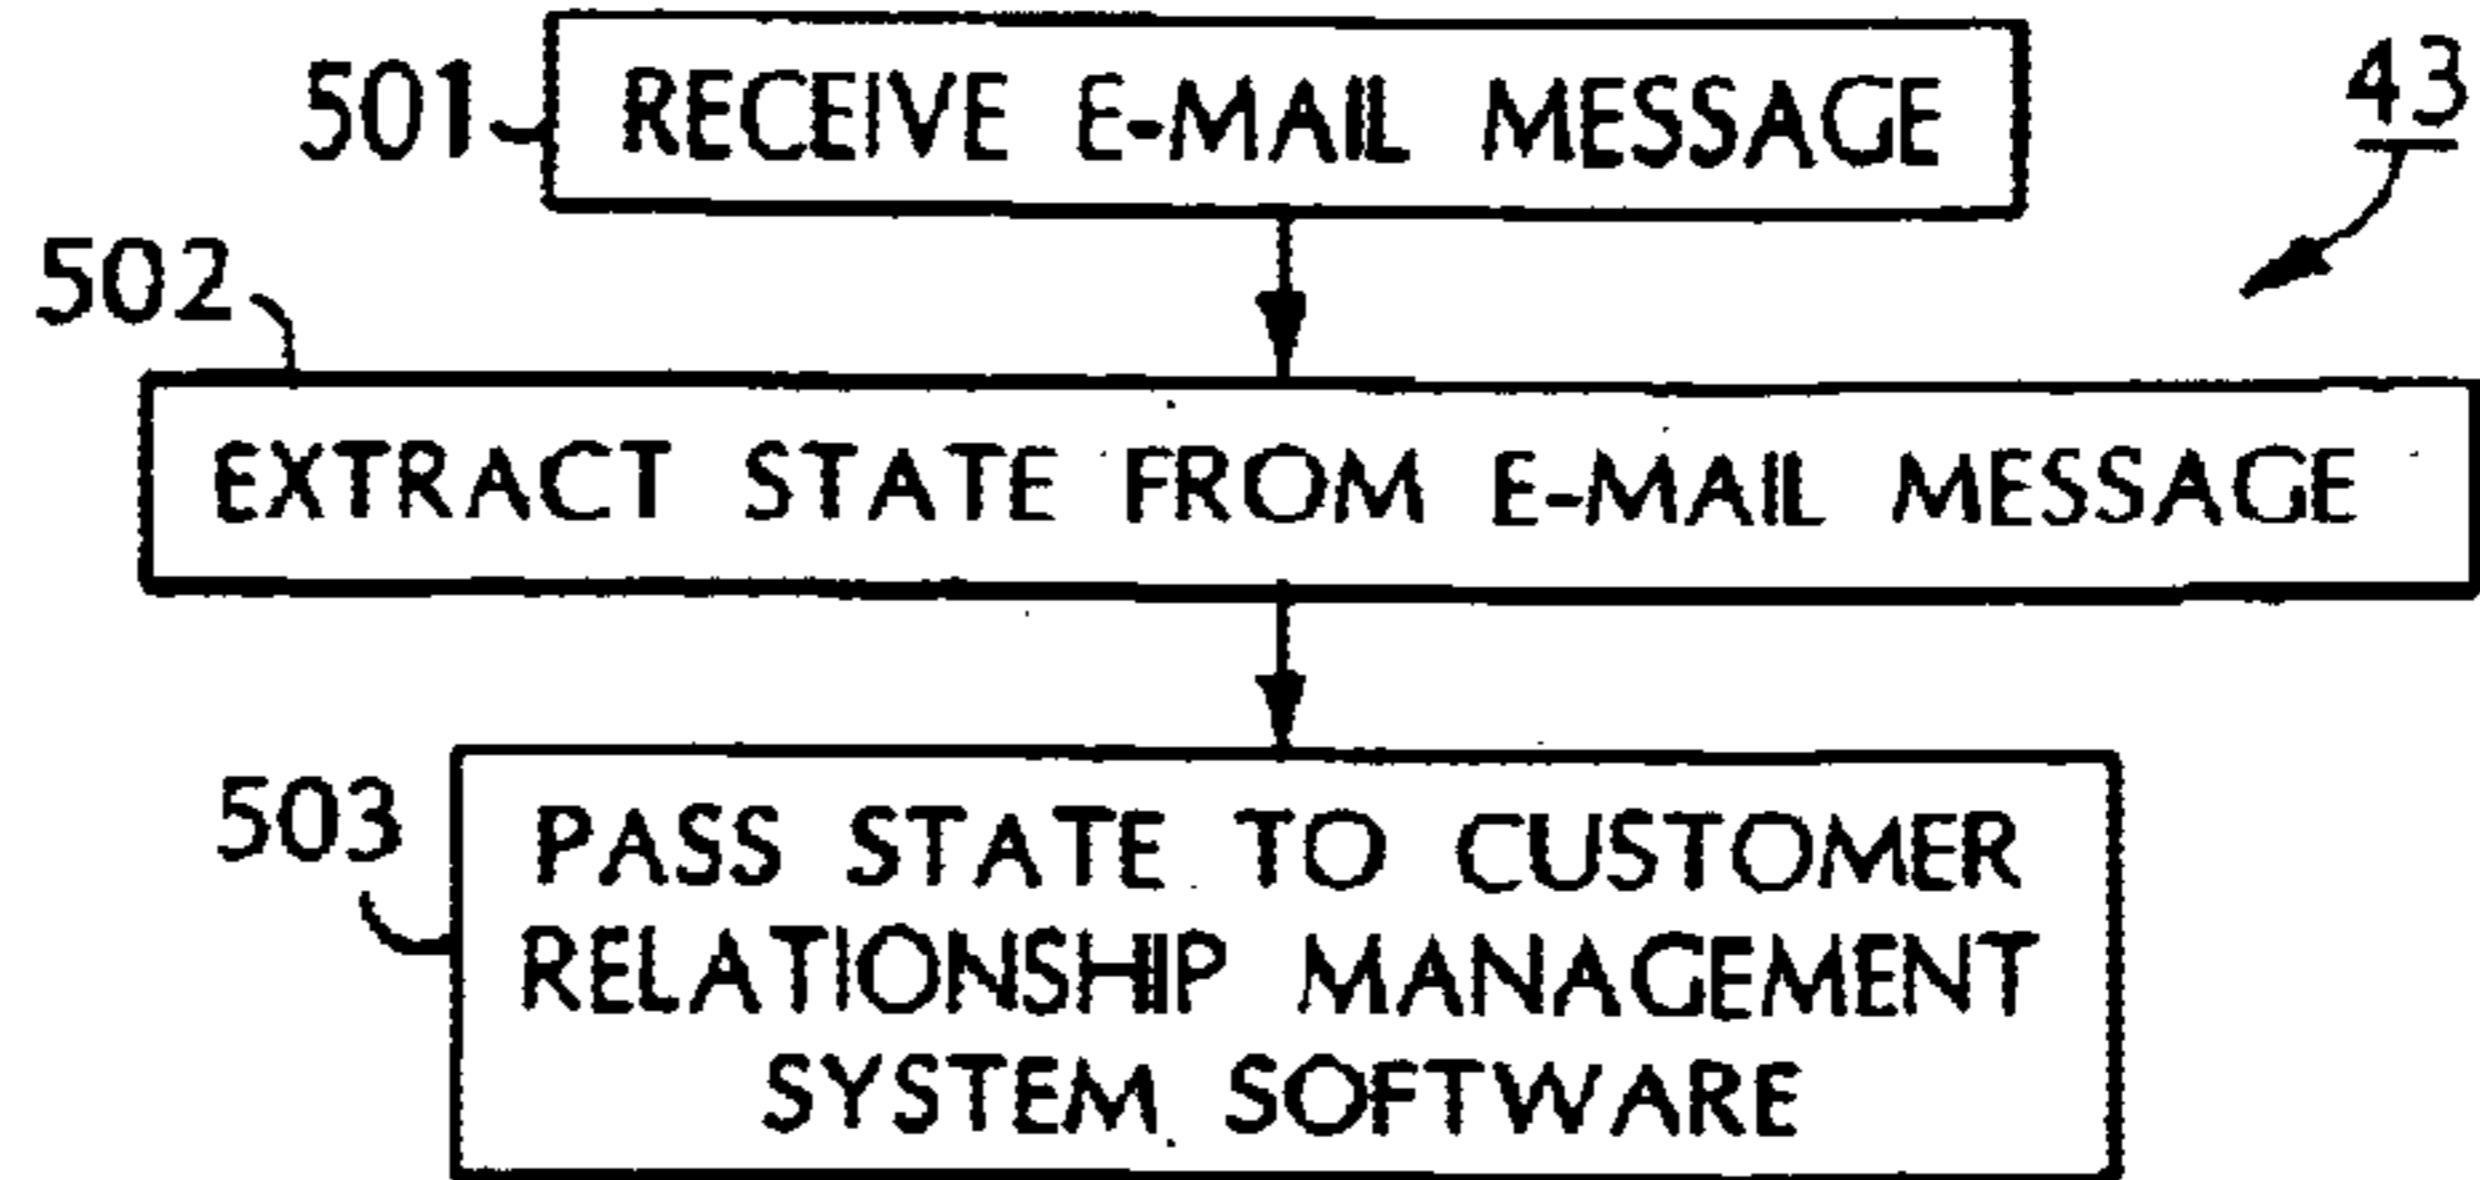 501 RECEIVE E-MAIL MESSAGE 43
502
EXTRACT STATE FROM E-MAIL MESSAGE
503 PASS STATE TO CUSTOMER
RELATIONSHIP MANAGEMENT
SYSTEM SOFTWARE